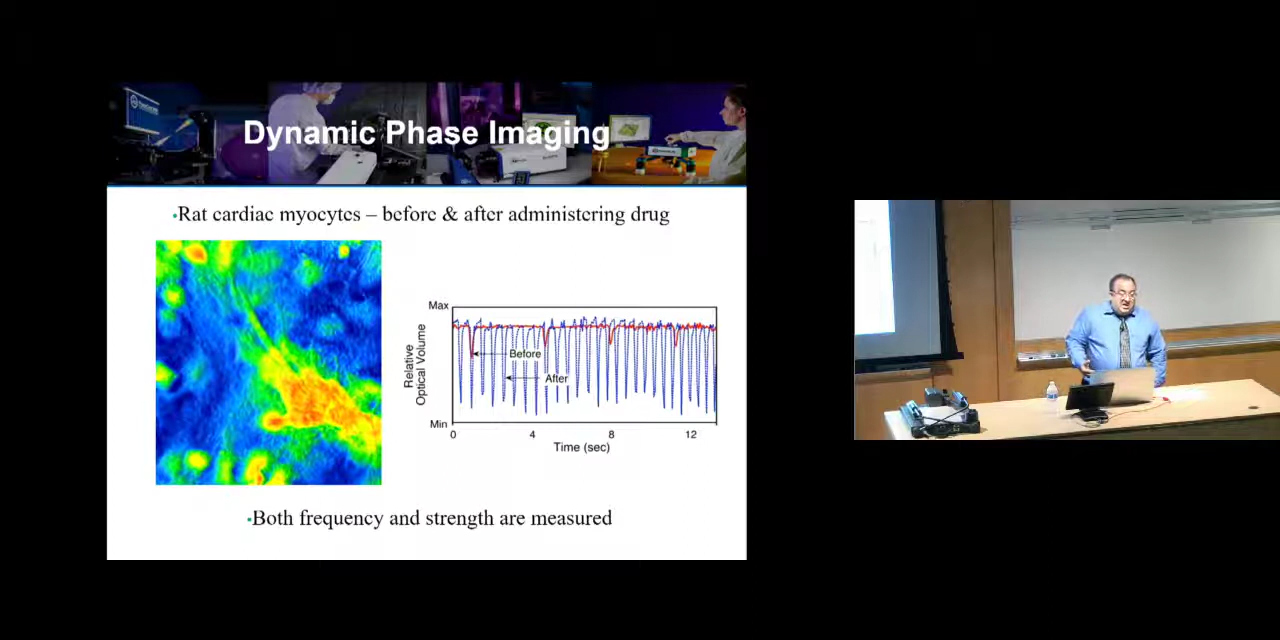 Dynamic Phase Imaging
•Rat cardiac myocytes – before & after administering drug
Max
Relative
Optical Volume
Before
After
Min
0 4 8 12
Time (sec)
•Both frequency and strength are measured